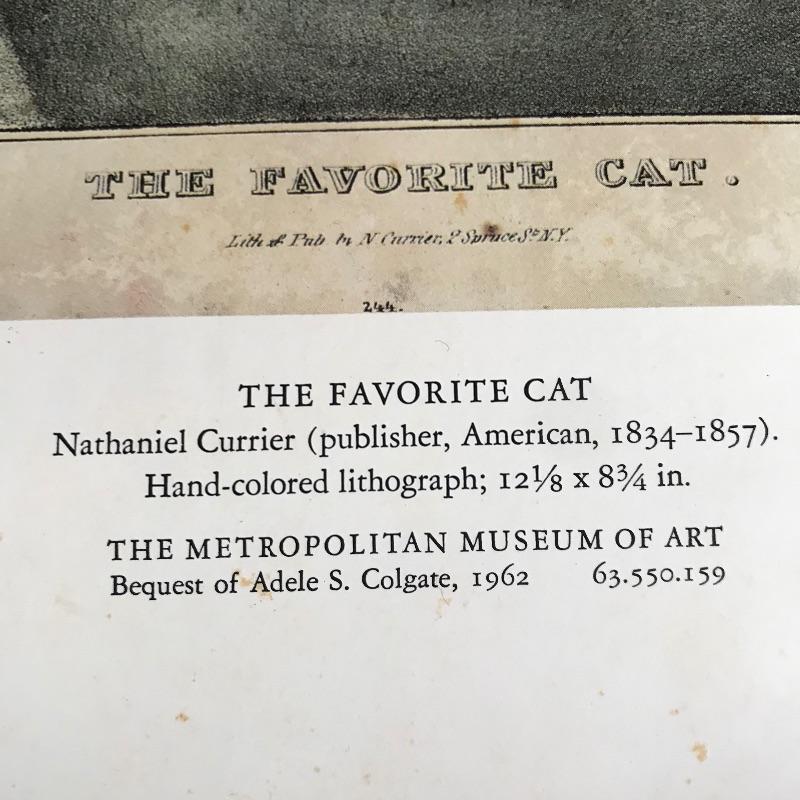 THE FAVORITE CAT.
Lith & Pub by N Currier, 2 Spruce St N.Y.
244.
THE FAVORITE CAT
Nathaniel Currier (publisher, American, 1834–1857).
Hand-colored lithograph; 12⅛ x 8¾ in.
THE METROPOLITAN MUSEUM OF ART
Bequest of Adele S. Colgate, 1962 63.550.159